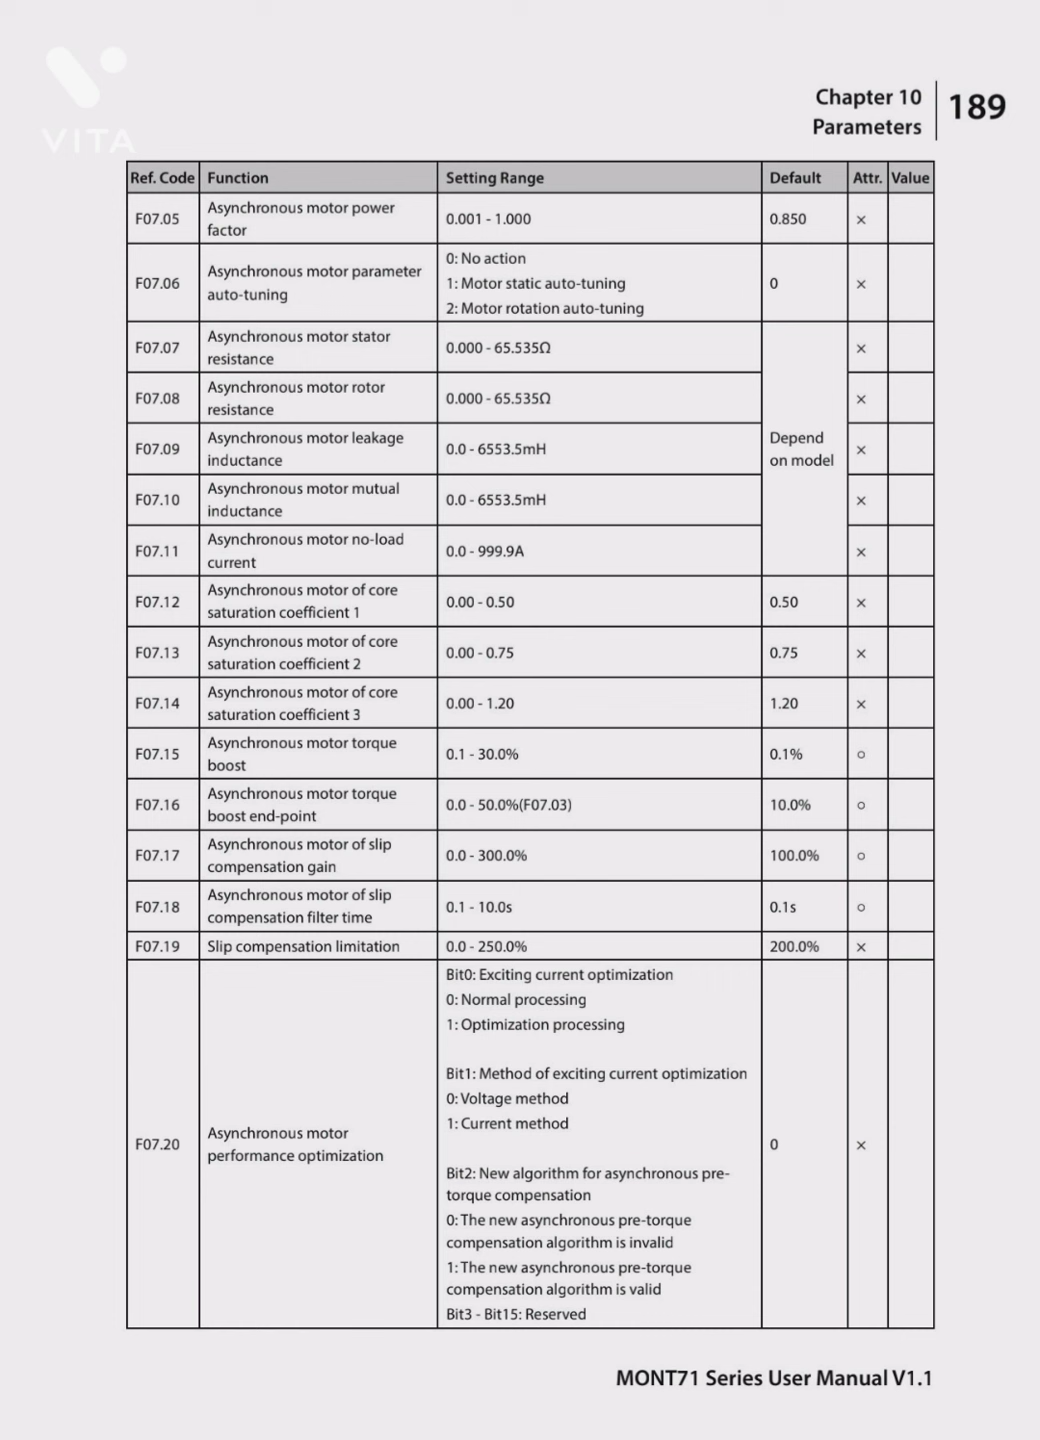 VITA
Chapter 10
Parameters
189
Ref. Code Function Setting Range Default Attr. Value
F07.05 Asynchronous motor power factor 0.001 - 1.000 0.850 ×
F07.06 Asynchronous motor parameter auto-tuning 0: No action
1: Motor static auto-tuning
2: Motor rotation auto-tuning 0 ×
F07.07 Asynchronous motor stator resistance 0.000 - 65.535Ω ×
F07.08 Asynchronous motor rotor resistance 0.000 - 65.535Ω ×
F07.09 Asynchronous motor leakage inductance 0.0 - 6553.5mH Depend on model ×
F07.10 Asynchronous motor mutual inductance 0.0 - 6553.5mH ×
F07.11 Asynchronous motor no-load current 0.0 - 999.9A ×
F07.12 Asynchronous motor of core saturation coefficient 1 0.00 - 0.50 0.50 ×
F07.13 Asynchronous motor of core saturation coefficient 2 0.00 - 0.75 0.75 ×
F07.14 Asynchronous motor of core saturation coefficient 3 0.00 - 1.20 1.20 ×
F07.15 Asynchronous motor torque boost 0.1 - 30.0% 0.1% ○
F07.16 Asynchronous motor torque boost end-point 0.0 - 50.0%(F07.03) 10.0% ○
F07.17 Asynchronous motor of slip compensation gain 0.0 - 300.0% 100.0% ○
F07.18 Asynchronous motor of slip compensation filter time 0.1 - 10.0s 0.1s ○
F07.19 Slip compensation limitation 0.0 - 250.0% 200.0% ×
F07.20 Asynchronous motor performance optimization
Bit0: Exciting current optimization
0: Normal processing
1: Optimization processing
Bit1: Method of exciting current optimization
0: Voltage method
1: Current method
Bit2: New algorithm for asynchronous pre-
torque compensation
0: The new asynchronous pre-torque
compensation algorithm is invalid
1: The new asynchronous pre-torque
compensation algorithm is valid
Bit3 - Bit15: Reserved
0 ×
MONT71 Series User Manual V1.1